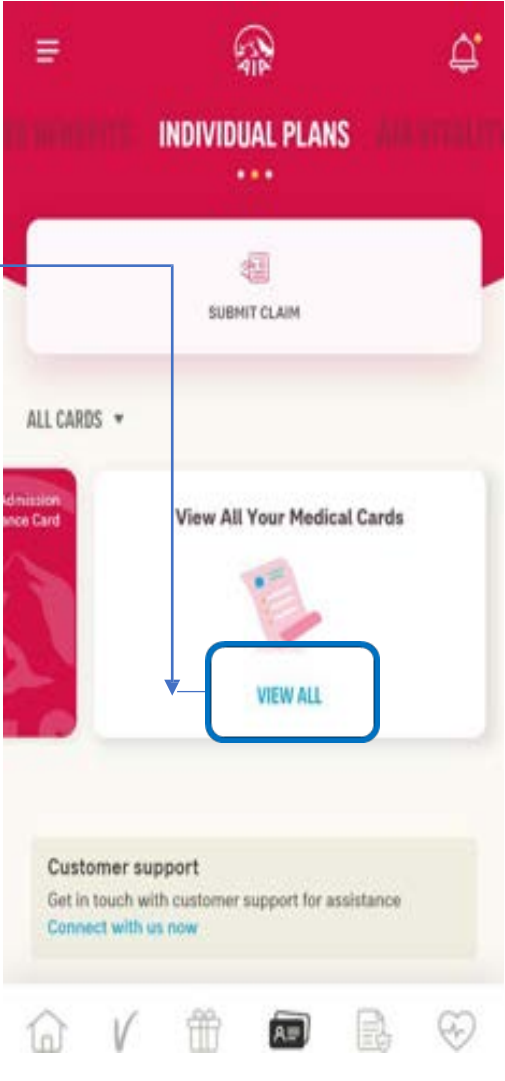 AIA
INDIVIDUAL PLANS
SUBMIT CLAIM
ALL CARDS
Admission
ance Card
View All Your Medical Cards
VIEW ALL
Customer support
Get in touch with customer support for assistance
Connect with us now